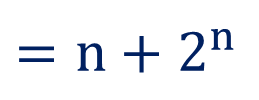 = n + 2ⁿ